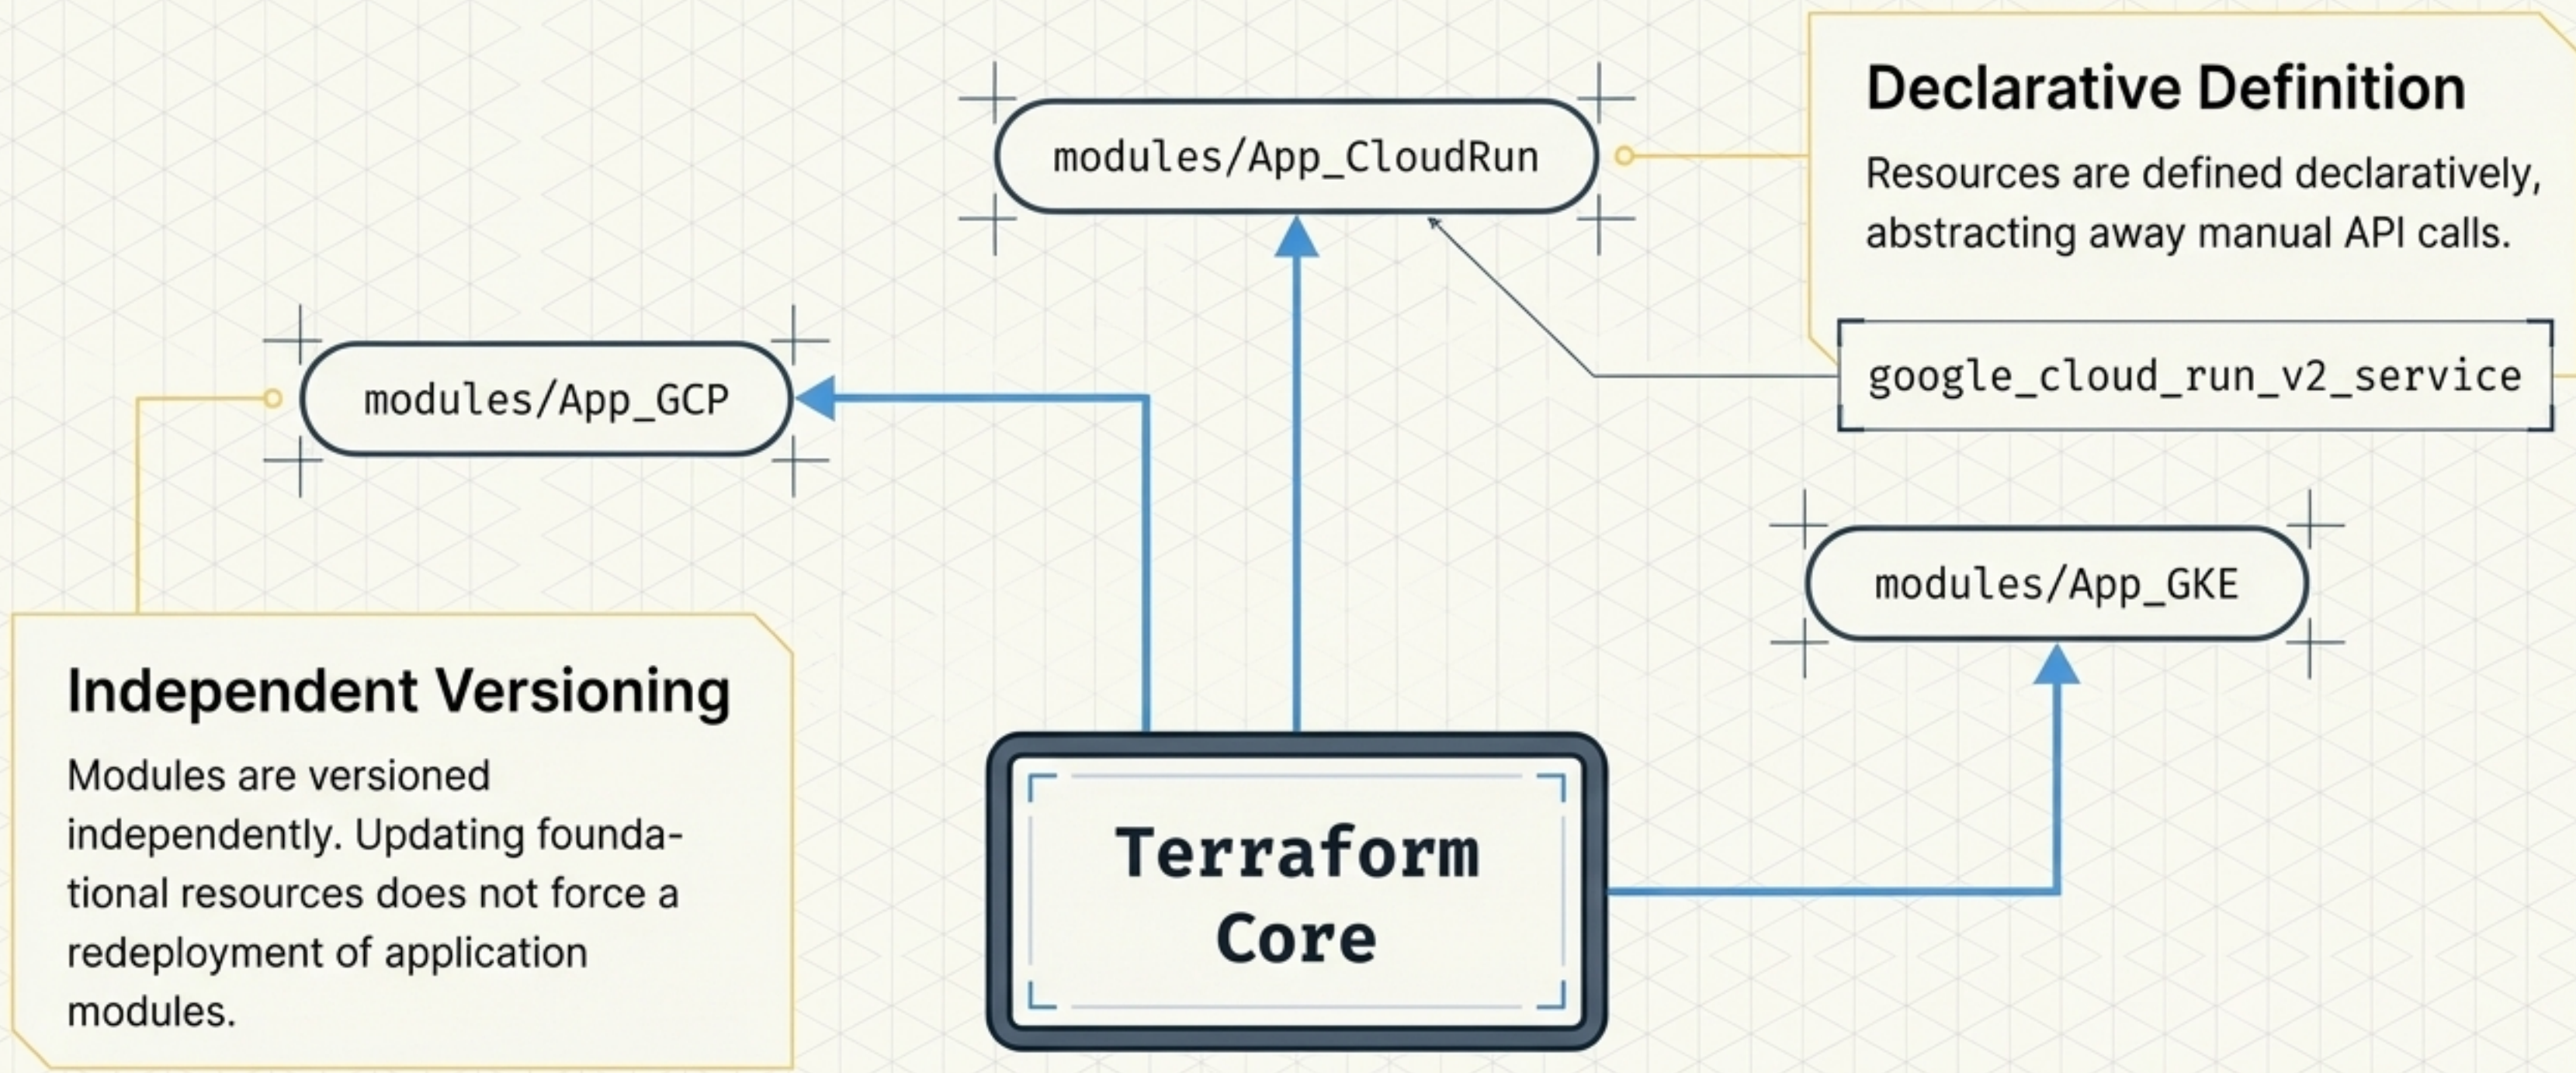 modules/App_CloudRun
Declarative Definition
Resources are defined declaratively,
abstracting away manual API calls.
google_cloud_run_v2_service
modules/App_GCP
modules/App_GKE
Independent Versioning
Modules are versioned
independently. Updating founda-
tional resources does not force a
redeployment of application
modules.
Terraform
Core